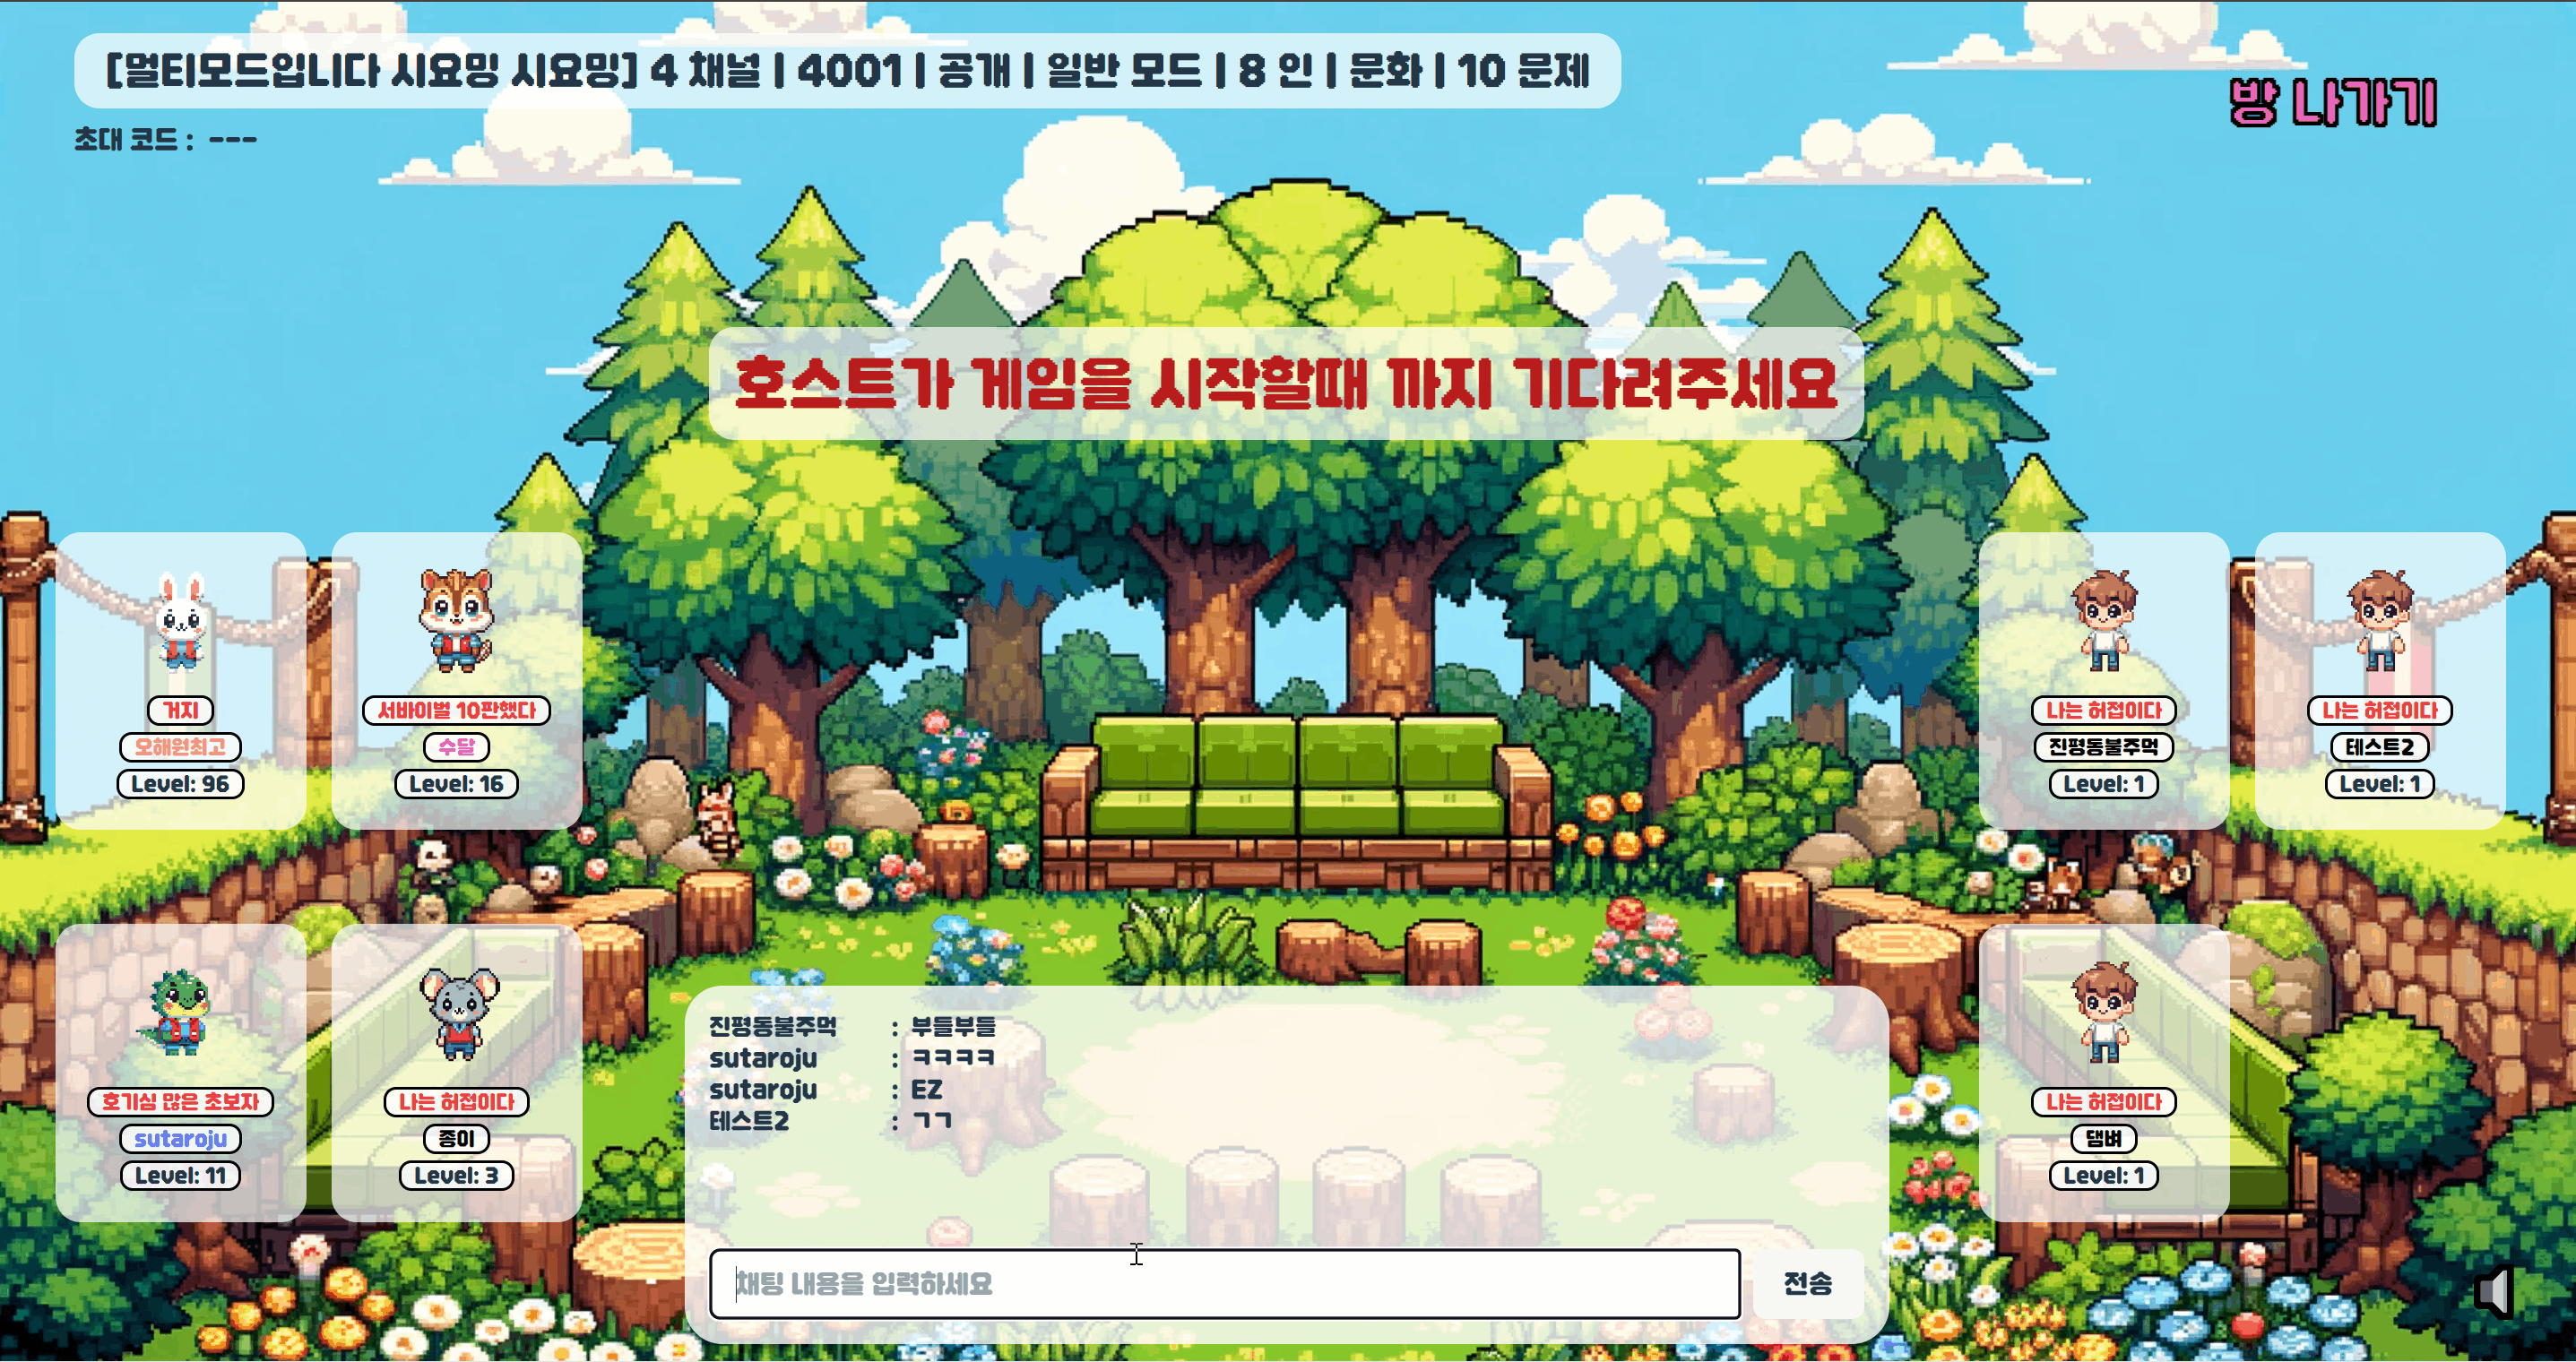 [멀티모드입니다 시요밍 시요밍] 4 채널 | 4001 | 공개 | 일반 모드 | 8 인 | 문화 | 10 문제
방 나가기
초대 코드 : ---
호스트가 게임을 시작할때 까지 기다려주세요
거지
오해원최고
Level: 96
서바이벌 10판했다
수달
Level: 16
나는 허접이다
진평동불주먹
Level: 1
나는 허접이다
테스트2
Level: 1
호기심 많은 초보자
sutaroju
Level: 11
나는 허접이다
종이
Level: 3
나는 허접이다
댐벼
Level: 1
진평동불주먹 : 부들부들
sutaroju : ㅋㅋㅋㅋ
sutaroju : EZ
테스트2 : ㄱㄱ
채팅 내용을 입력하세요
전송